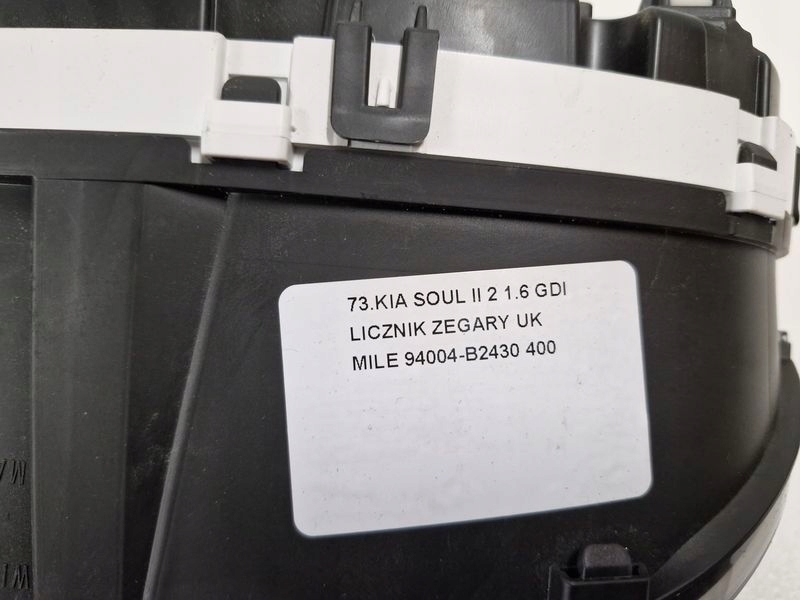 73.KIA SOUL II 2 1.6 GDI
LICZNIK ZEGARY UK
MILE 94004-B2430 400